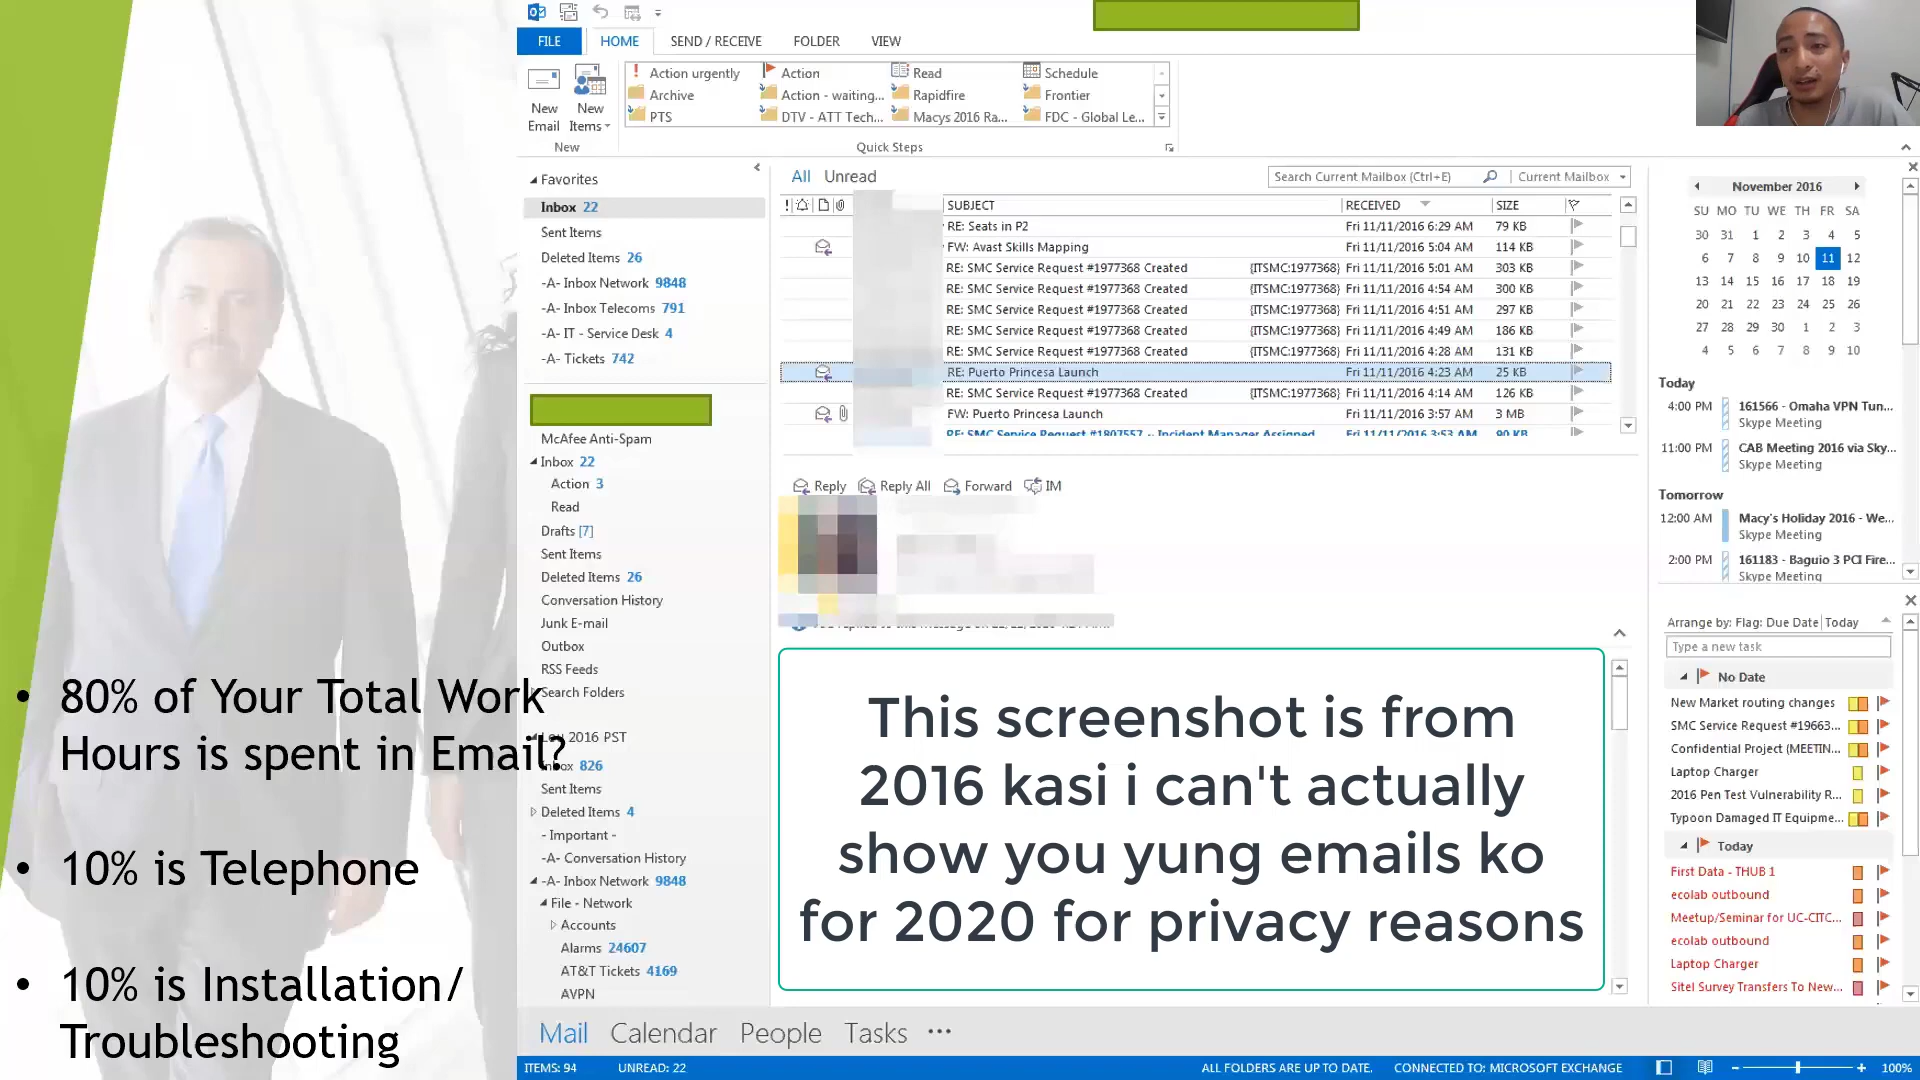 FILE
HOME
SEND / RECEIVE
FOLDER
VIEW
New
Email
New
Items
New
Action urgently
Action
Read
Schedule
Archive
Action - waiting...
Rapidfire
Frontier
PTS
DTV - ATT Tech...
Macys 2016 Ra...
FDC - Global Le...
Quick Steps
Favorites
Inbox 22
Sent Items
Deleted Items 26
-A- Inbox Network 9848
-A- Inbox Telecoms 791
-A- IT - Service Desk 4
-A- Tickets 742
McAfee Anti-Spam
Inbox 22
Action 3
Read
Drafts [7]
Sent Items
Deleted Items 26
Conversation History
Junk E-mail
Outbox
RSS Feeds
Search Folders
2016 PST
826
Sent Items
Deleted Items 4
- Important -
-A- Conversation History
-A- Inbox Network 9848
File - Network
Accounts
Alarms 24607
AT&T Tickets 4169
AVPN
• 80% of Your Total Work
Hours is spent in Email?
• 10% is Telephone
• 10% is Installation/
Troubleshooting
All Unread
Search Current Mailbox (Ctrl+E)
Current Mailbox
SUBJECT RECEIVED SIZE
RE: Seats in P2 Fri 11/11/2016 6:29 AM 79 KB
FW: Avast Skills Mapping Fri 11/11/2016 5:04 AM 114 KB
RE: SMC Service Request #1977368 Created {ITSMC:1977368} Fri 11/11/2016 5:01 AM 303 KB
RE: SMC Service Request #1977368 Created {ITSMC:1977368} Fri 11/11/2016 4:54 AM 300 KB
RE: SMC Service Request #1977368 Created {ITSMC:1977368} Fri 11/11/2016 4:51 AM 297 KB
RE: SMC Service Request #1977368 Created {ITSMC:1977368} Fri 11/11/2016 4:49 AM 186 KB
RE: SMC Service Request #1977368 Created {ITSMC:1977368} Fri 11/11/2016 4:28 AM 131 KB
RE: Puerto Princesa Launch Fri 11/11/2016 4:23 AM 25 KB
RE: SMC Service Request #1977368 Created {ITSMC:1977368} Fri 11/11/2016 4:14 AM 126 KB
FW: Puerto Princesa Launch Fri 11/11/2016 3:57 AM 3 MB
RE: SMC Service Request #1807557 -- Incident Manager Assigned Fri 11/11/2016 3:53 AM 90 KB
Reply Reply All Forward IM
This screenshot is from
2016 kasi i can't actually
show you yung emails ko
for 2020 for privacy reasons
November 2016
SU MO TU WE TH FR SA
30 31 1 2 3 4 5
6 7 8 9 10 11 12
13 14 15 16 17 18 19
20 21 22 23 24 25 26
27 28 29 30 1 2 3
4 5 6 7 8 9 10
Today
4:00 PM 161566 - Omaha VPN Tun...
Skype Meeting
11:00 PM CAB Meeting 2016 via Sky...
Skype Meeting
Tomorrow
12:00 AM Macy's Holiday 2016 - We...
Skype Meeting
2:00 PM 161183 - Baguio 3 PCI Fire...
Skype Meeting
Arrange by: Flag: Due Date Today
Type a new task
No Date
New Market routing changes
SMC Service Request #19663...
Confidential Project (MEETIN...
Laptop Charger
2016 Pen Test Vulnerability R...
Typoon Damaged IT Equipme...
Today
First Data - THUB 1
ecolab outbound
Meetup/Seminar for UC-CITC...
ecolab outbound
Laptop Charger
Sitel Survey Transfers To New...
Mail Calendar People Tasks •••
ITEMS: 94 UNREAD: 22
ALL FOLDERS ARE UP TO DATE. CONNECTED TO: MICROSOFT EXCHANGE
100%